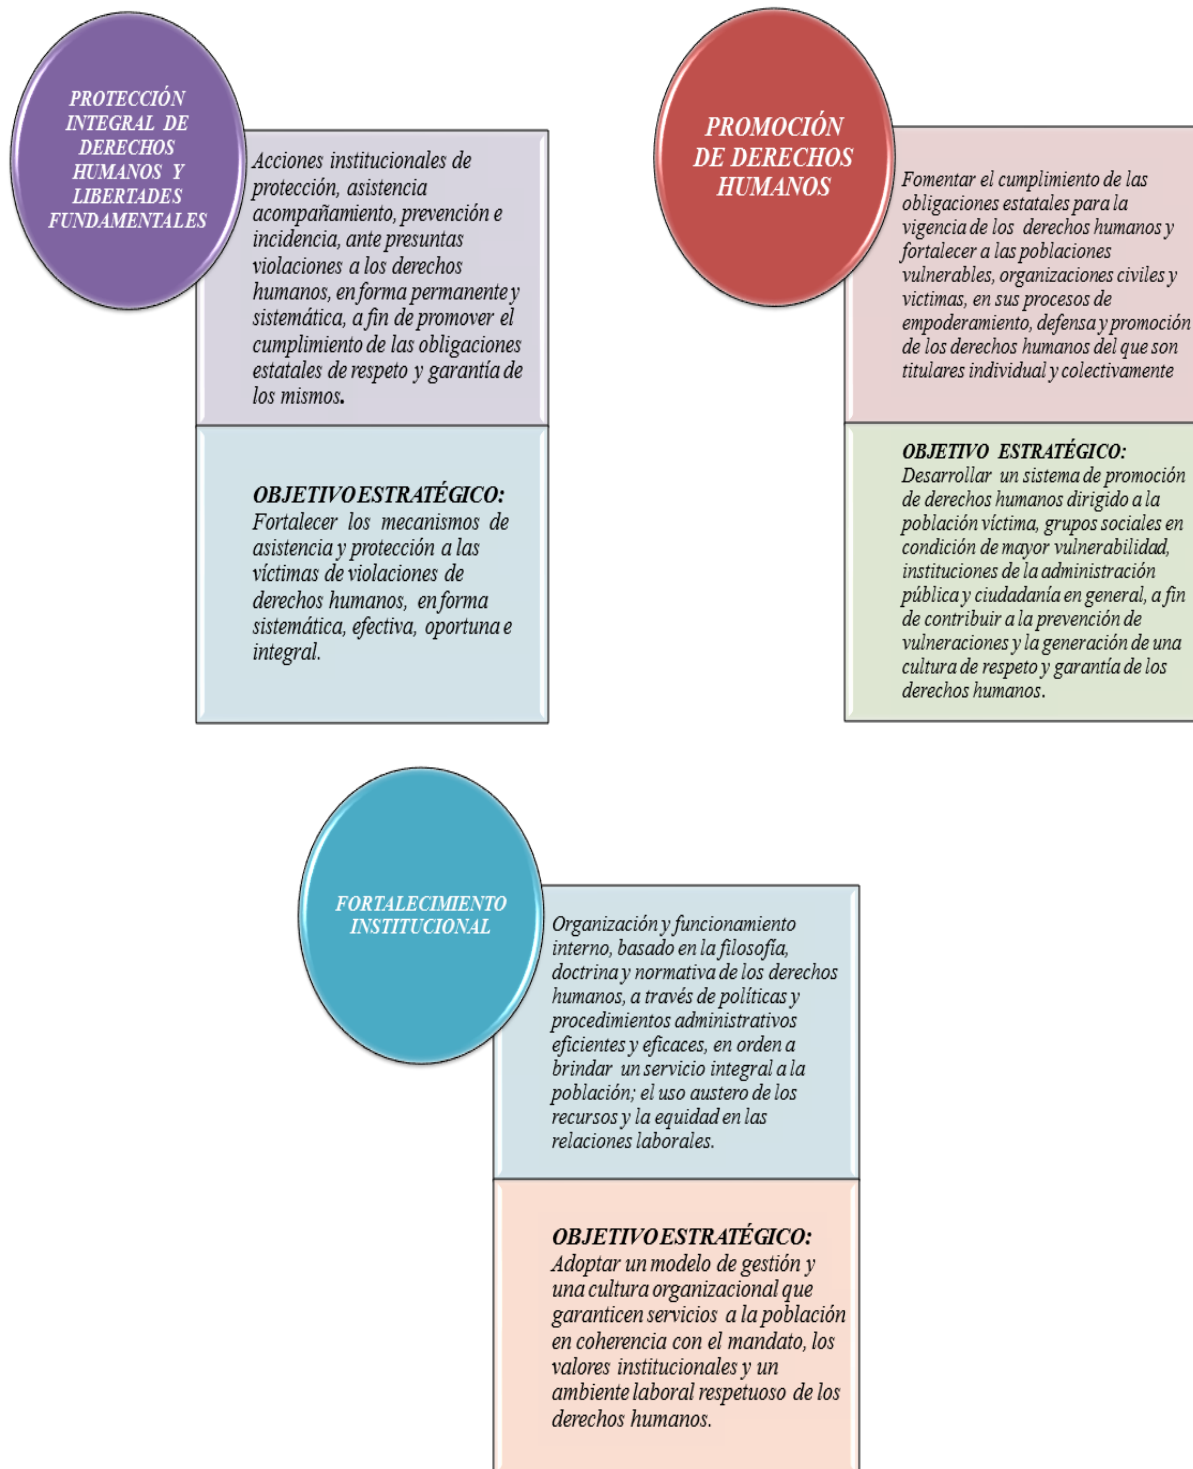 PROTECCIÓN
INTEGRAL DE
DERECHOS
HUMANOS Y
LIBERTADES
FUNDAMENTALES
Acciones institucionales de
protección, asistencia
acompañamiento, prevención e
incidencia, ante presuntas
violaciones a los derechos
humanos, en forma permanente y
sistemática, a fin de promover el
cumplimiento de las obligaciones
estatales de respeto y garantía de
los mismos.
OBJETIVO ESTRATÉGICO:
Fortalecer los mecanismos de
asistencia y protección a las
víctimas de violaciones de
derechos humanos, en forma
sistemática, efectiva, oportuna e
integral.
PROMOCIÓN
DE DERECHOS
HUMANOS
Fomentar el cumplimiento de las
obligaciones estatales para la
vigencia de los derechos humanos y
fortalecer a las poblaciones
vulnerables, organizaciones civiles y
victimas, en sus procesos de
empoderamiento, defensa y promoción
de los derechos humanos del que son
titulares individual y colectivamente
OBJETIVO ESTRATÉGICO:
Desarrollar un sistema de promoción
de derechos humanos dirigido a la
población víctima, grupos sociales en
condición de mayor vulnerabilidad,
instituciones de la administración
pública y ciudadanía en general, a fin
de contribuir a la prevención de
vulneraciones y la generación de una
cultura de respeto y garantía de los
derechos humanos.
FORTALECIMIENTO
INSTITUCIONAL
Organización y funcionamiento
interno, basado en la filosofía,
doctrina y normativa de los derechos
humanos, a través de políticas y
procedimientos administrativos
eficientes y eficaces, en orden a
brindar un servicio integral a la
población; el uso austero de los
recursos y la equidad en las
relaciones laborales.
OBJETIVO ESTRATÉGICO:
Adoptar un modelo de gestión y
una cultura organizacional que
garanticen servicios a la población
en coherencia con el mandato, los
valores institucionales y un
ambiente laboral respetuoso de los
derechos humanos.